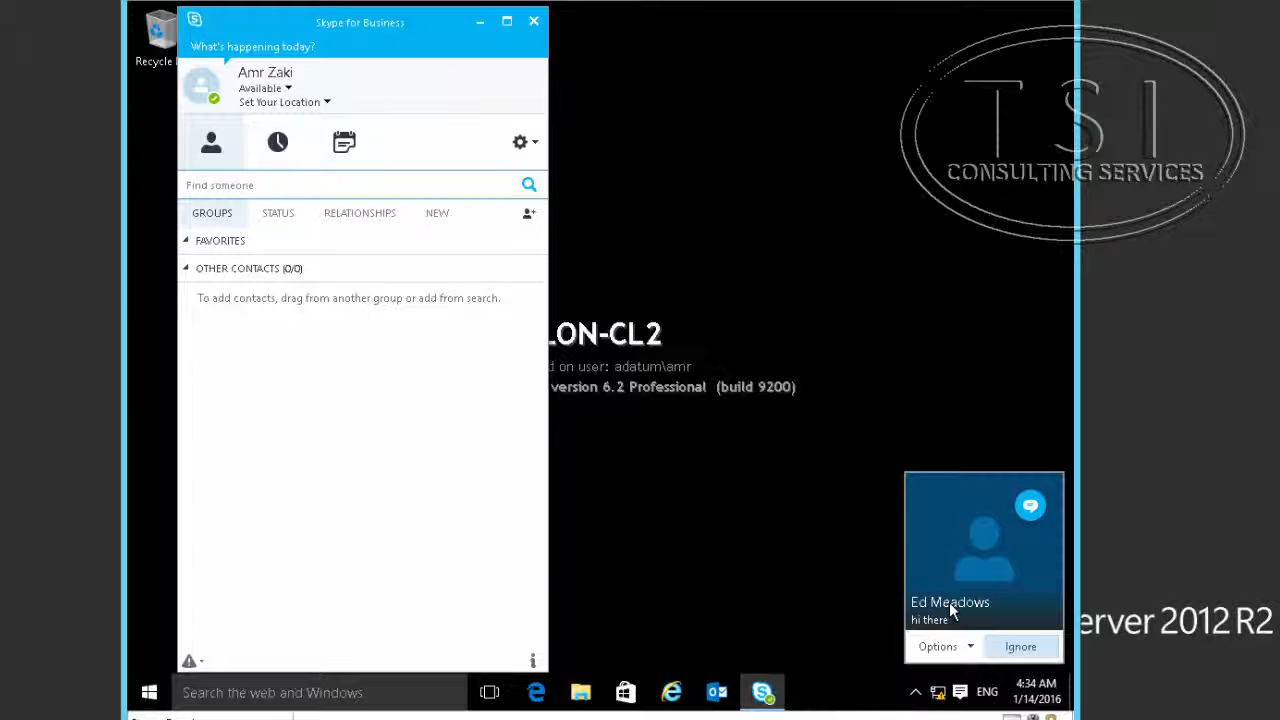 Recycle
Skype for Business
What's happening today?
Amr Zaki
Available
Set Your Location
Find someone
GROUPS
STATUS
RELATIONSHIPS
NEW
FAVORITES
OTHER CONTACTS (0/0)
To add contacts, drag from another group or add from search.
T S I
CONSULTING SERVICES
LON-CL2
d on user: adatum\amr
version 6.2 Professional (build 9200)
Ed Meadows
hi there
Options
Ignore
erver 2012 R2
Search the web and Windows
ENG
4:34 AM
1/14/2016